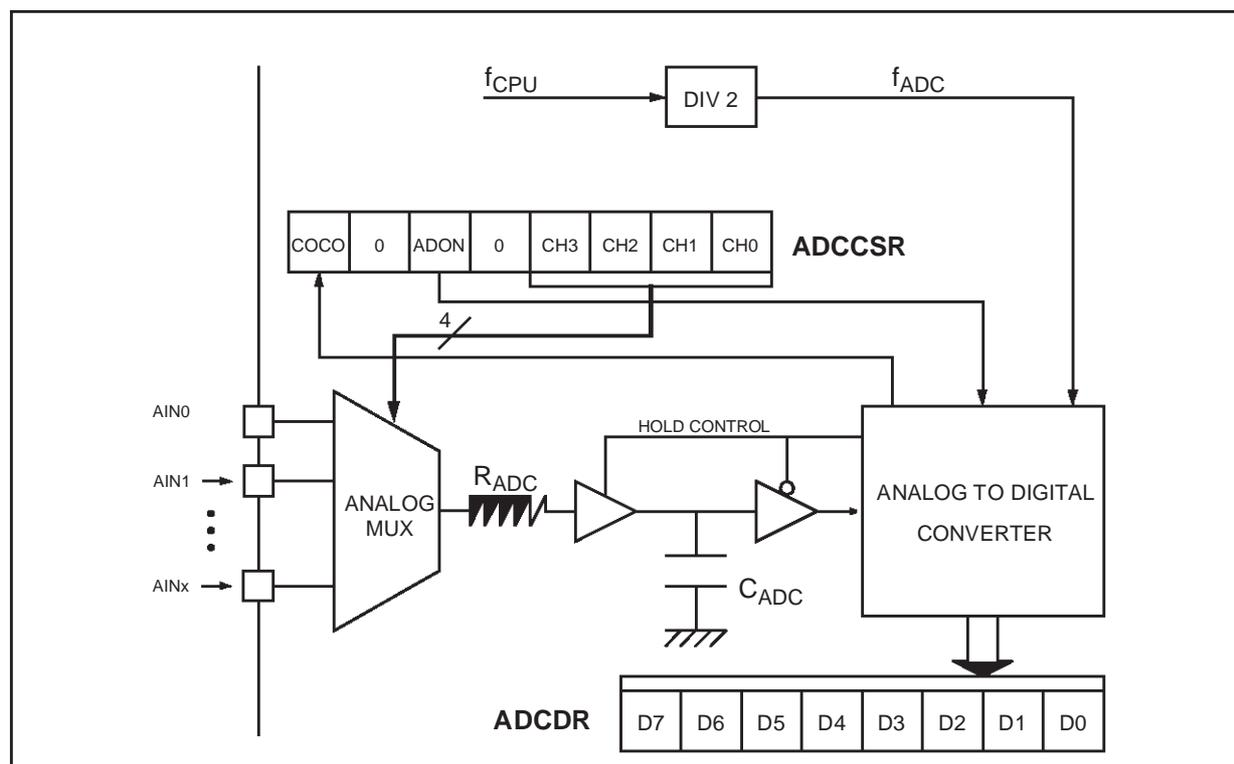 fCPU
DIV 2
fADC
COCO 0 ADON 0 CH3 CH2 CH1 CH0
ADCCSR
4
HOLD CONTROL
AIN0
AIN1
AINx
ANALOG
MUX
RADC
CADC
ANALOG TO DIGITAL
CONVERTER
ADCDR
D7 D6 D5 D4 D3 D2 D1 D0